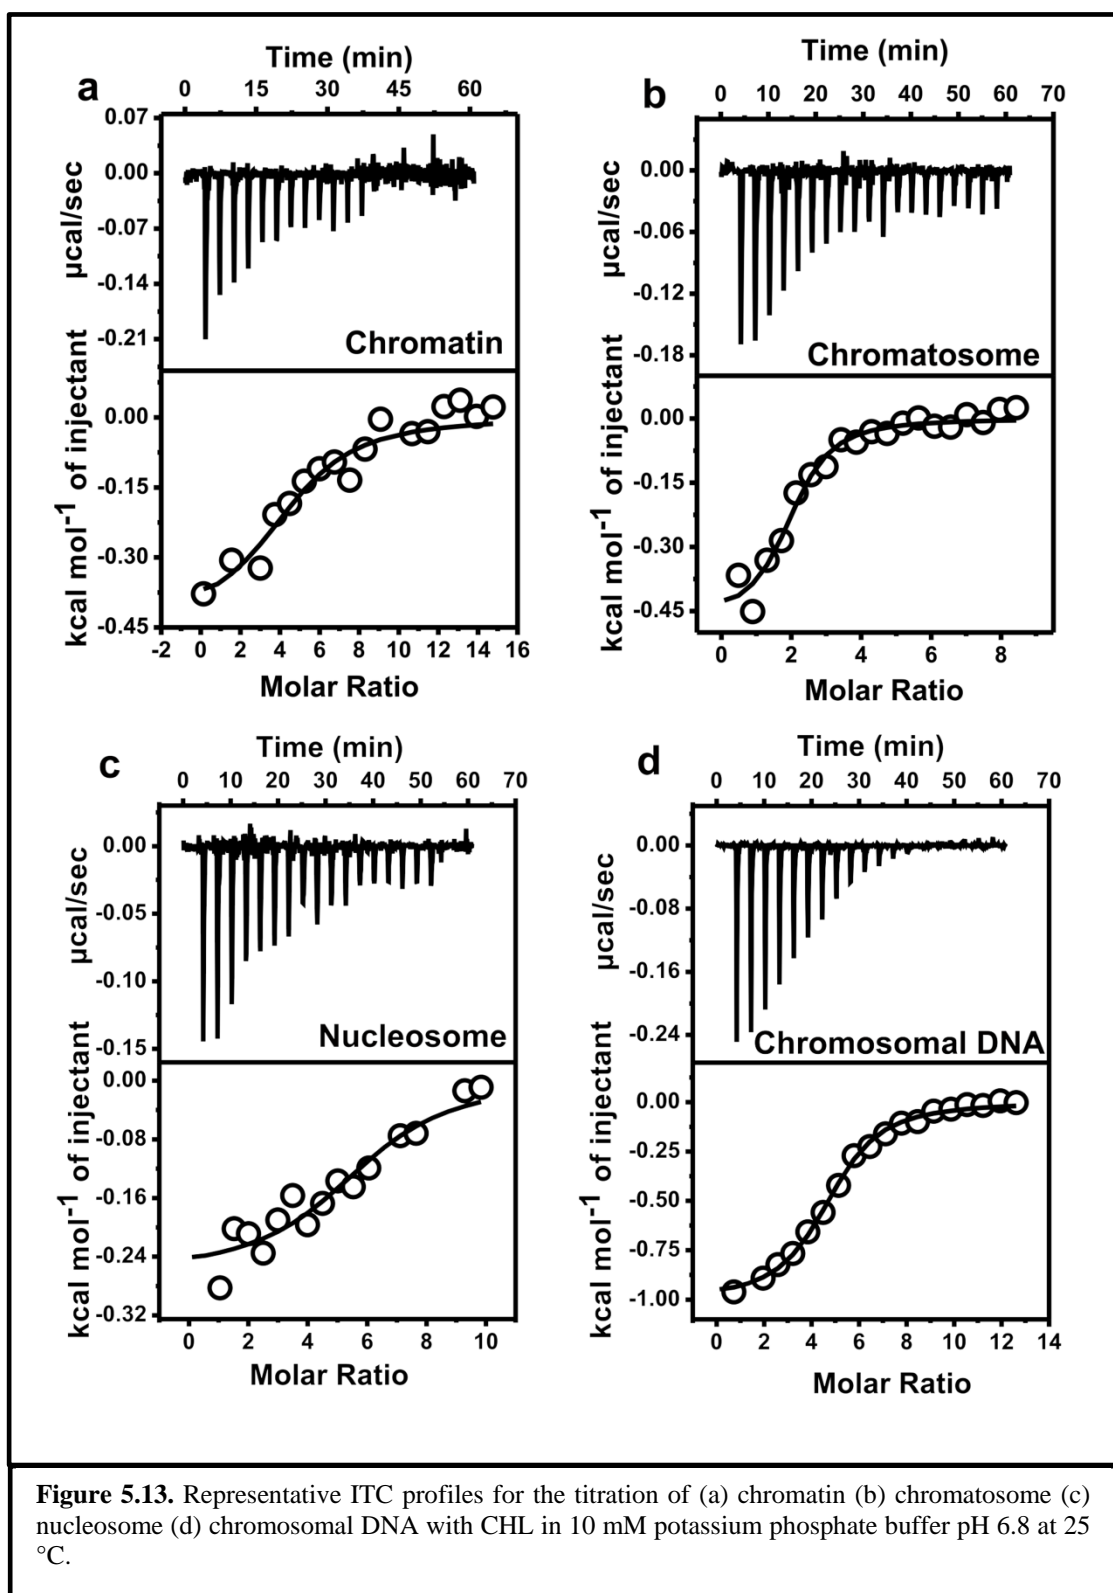 Time (min)
a
0 15 30 45 60
0.07
0.00
-0.07
-0.14
-0.21
µcal/sec
Chromatin
0.00
-0.15
-0.30
-0.45
kcal mol⁻¹ of injectant
-2 0 2 4 6 8 10 12 14 16
Molar Ratio
Time (min)
b
0 10 20 30 40 50 60 70
0.00
-0.06
-0.12
-0.18
µcal/sec
Chromatosome
0.00
-0.15
-0.30
-0.45
kcal mol⁻¹ of injectant
0 2 4 6 8
Molar Ratio
Time (min)
c
0 10 20 30 40 50 60 70
0.00
-0.05
-0.10
-0.15
µcal/sec
Nucleosome
0.00
-0.08
-0.16
-0.24
-0.32
kcal mol⁻¹ of injectant
0 2 4 6 8 10
Molar Ratio
Time (min)
d
0 10 20 30 40 50 60 70
0.00
-0.08
-0.16
-0.24
µcal/sec
Chromosomal DNA
0.00
-0.25
-0.50
-0.75
-1.00
kcal mol⁻¹ of injectant
0 2 4 6 8 10 12 14
Molar Ratio
Figure 5.13. Representative ITC profiles for the titration of (a) chromatin (b) chromatosome (c)
nucleosome (d) chromosomal DNA with CHL in 10 mM potassium phosphate buffer pH 6.8 at 25
°C.